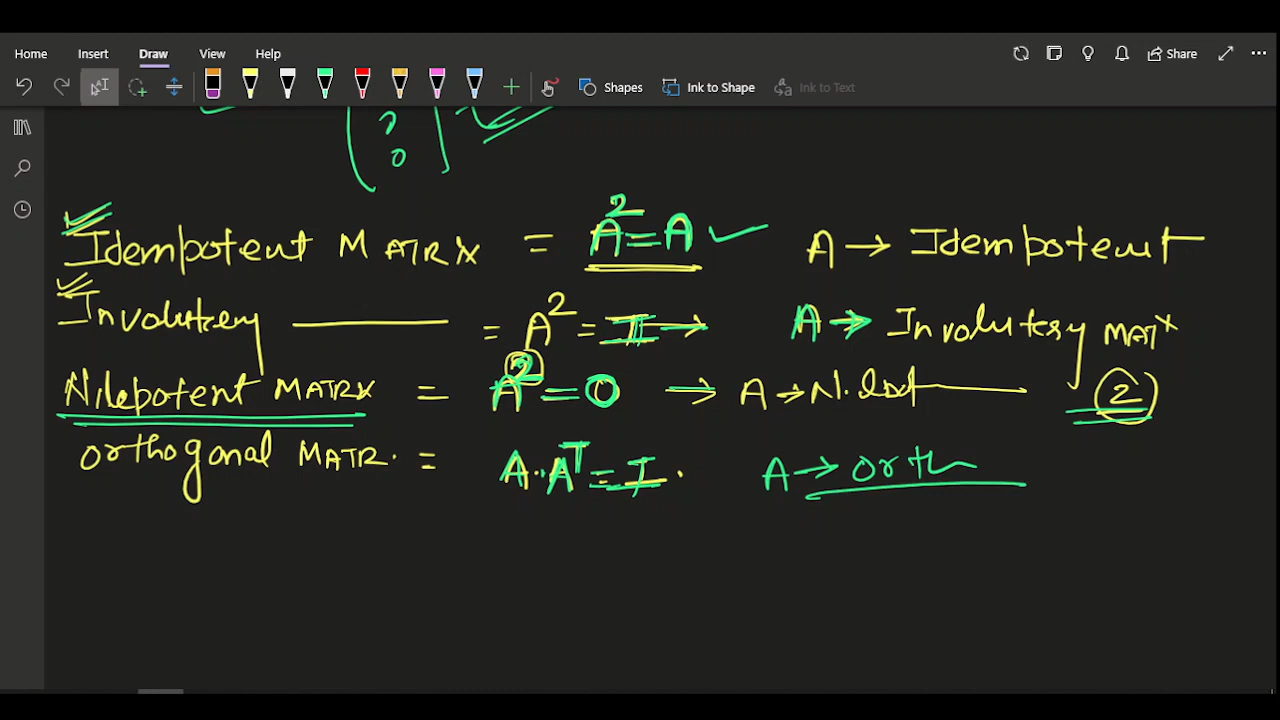 Home Insert Draw View Help Share
Shapes Ink to Shape Ink to Text
0
Idempotent MATRX = A² = A ✓ A → Idempotent
Involutery = A² = I → A → Involutery MATX
Nilepotent MATRX = A² = 0 ⇒ A → 2
orthogonal MATR. = A · Aᵀ = I · A → orth